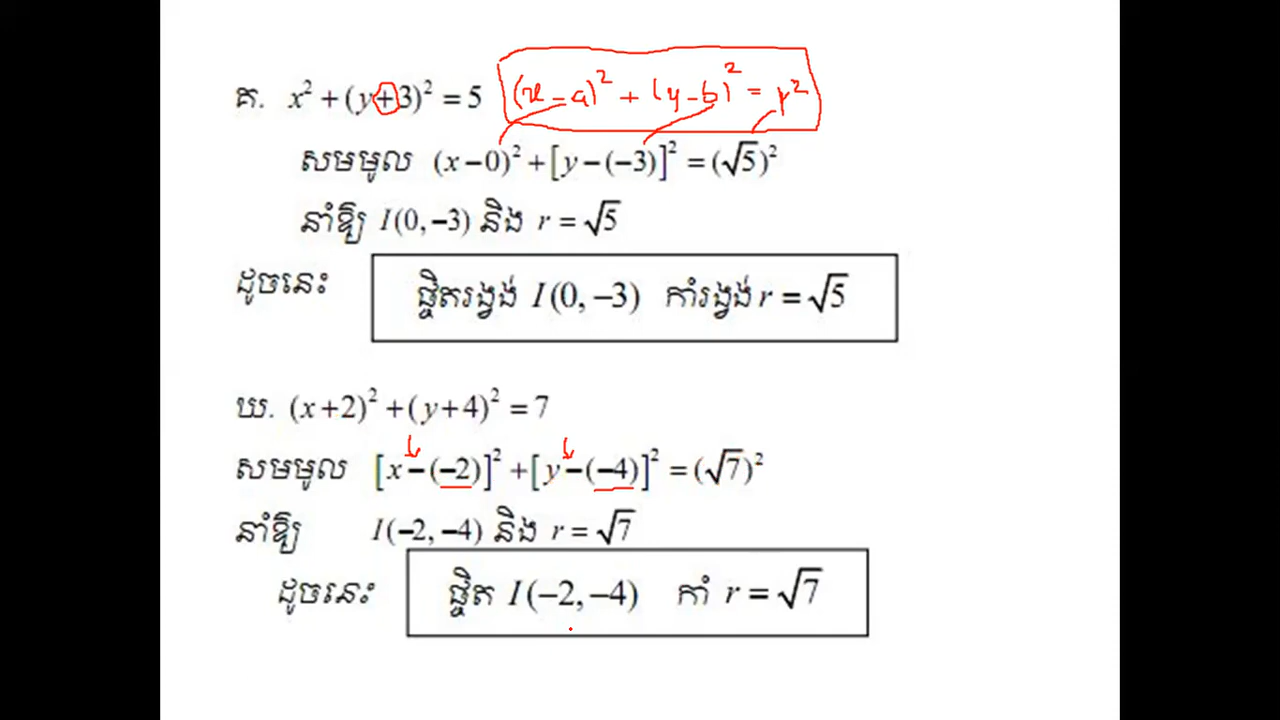 គ. x² + (y+3)² = 5 (x-a)² + (y-b)² = r²
សមមូល (x-0)² + [y-(-3)]² = (√5)²
នាំឱ្យ I(0, -3) និង r = √5
ដូចនេះ ផ្ចិតរង្វង់ I(0, -3) កាំរង្វង់ r = √5
ឃ. (x+2)² + (y+4)² = 7
សមមូល [x-(-2)]² + [y-(-4)]² = (√7)²
នាំឱ្យ I(-2, -4) និង r = √7
ដូចនេះ ផ្ចិត I(-2, -4) កាំ r = √7